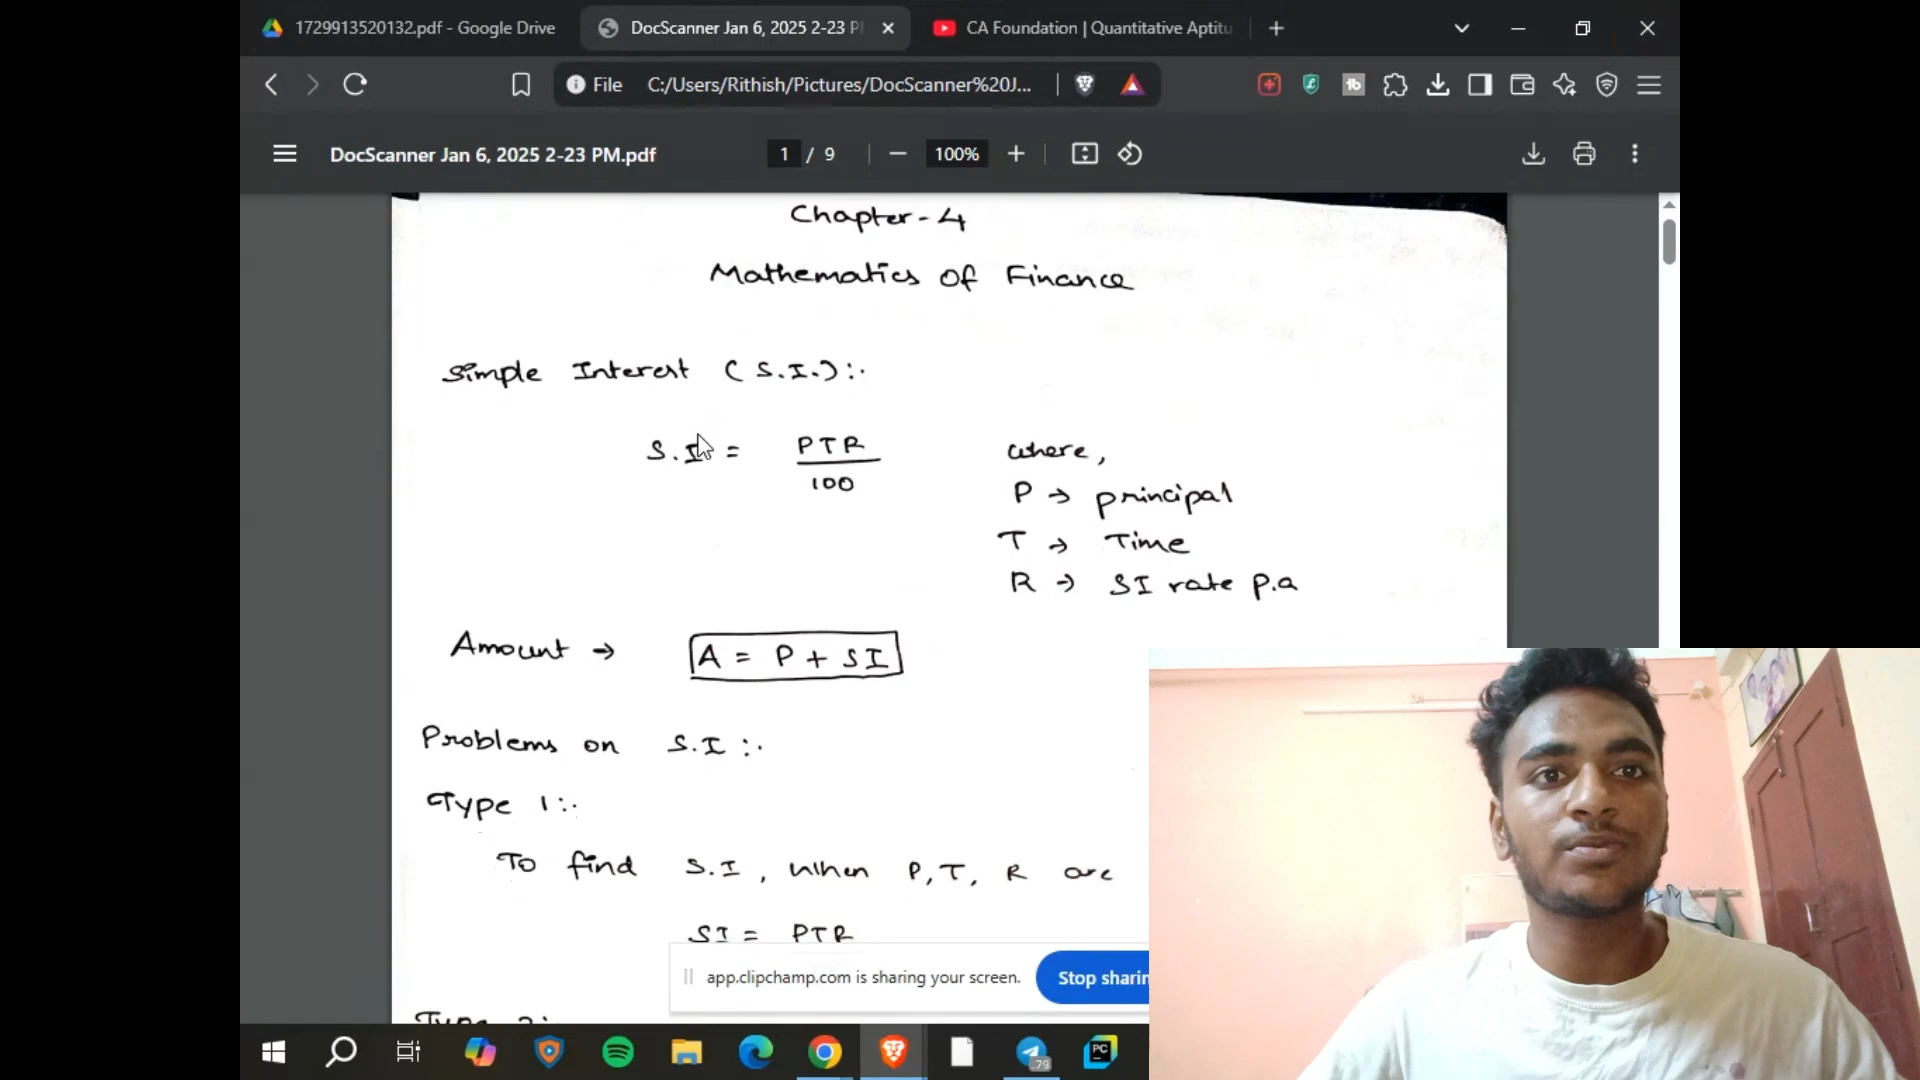 1729913520132.pdf - Google Drive
DocScanner Jan 6, 2025 2-23 P
CA Foundation | Quantitative Aptitu
File
C:/Users/Rithish/Pictures/DocScanner%20J...
DocScanner Jan 6, 2025 2-23 PM.pdf
1 / 9
100%
Chapter-4
Mathematics of Finance
Simple Interest (S.I.):-
S.I = PTR
100
where,
P → principal
T → Time
R → SI rate p.a
Amount → A = P + SI
Problems on S.I :-
Type 1:-
To find S.I, When P, T, R are
SI = PTR
app.clipchamp.com is sharing your screen.
Stop sharin
79
PC